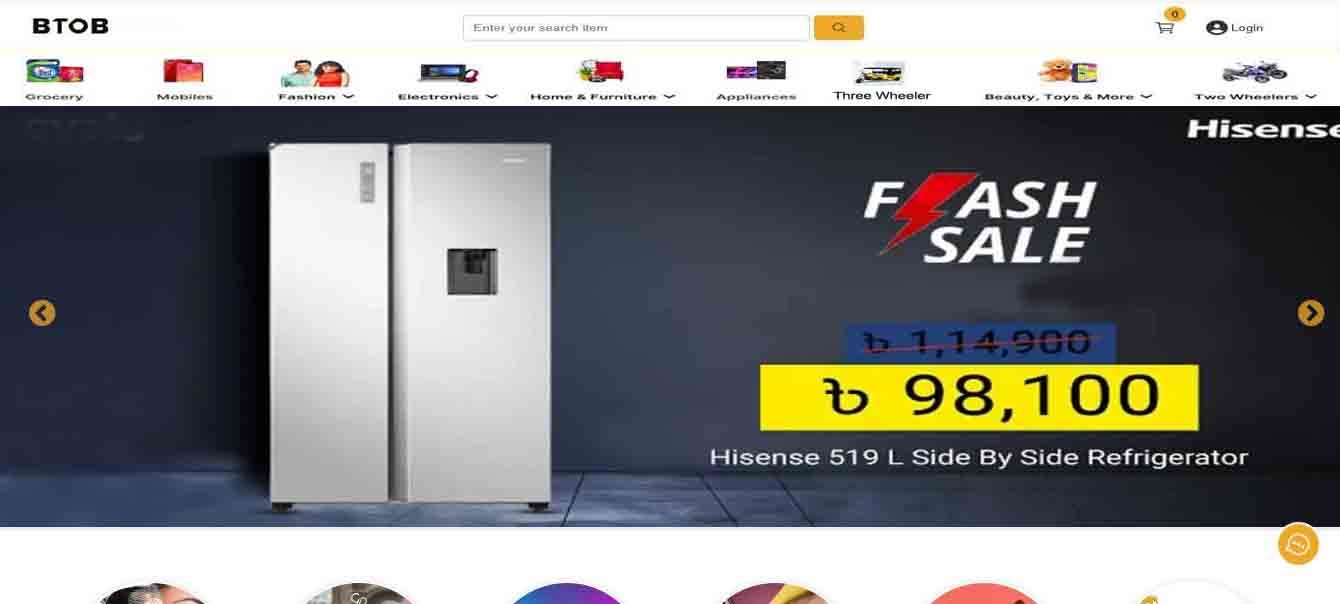 BTOB
Enter your search item
0
Login
Grocery
Mobiles
Fashion
Electronics
Home & Furniture
Appliances
Three Wheeler
Beauty, Toys & More
Two Wheelers
Hisense
FLASH
SALE
৳ 1,14,900
৳ 98,100
Hisense 519 L Side By Side Refrigerator